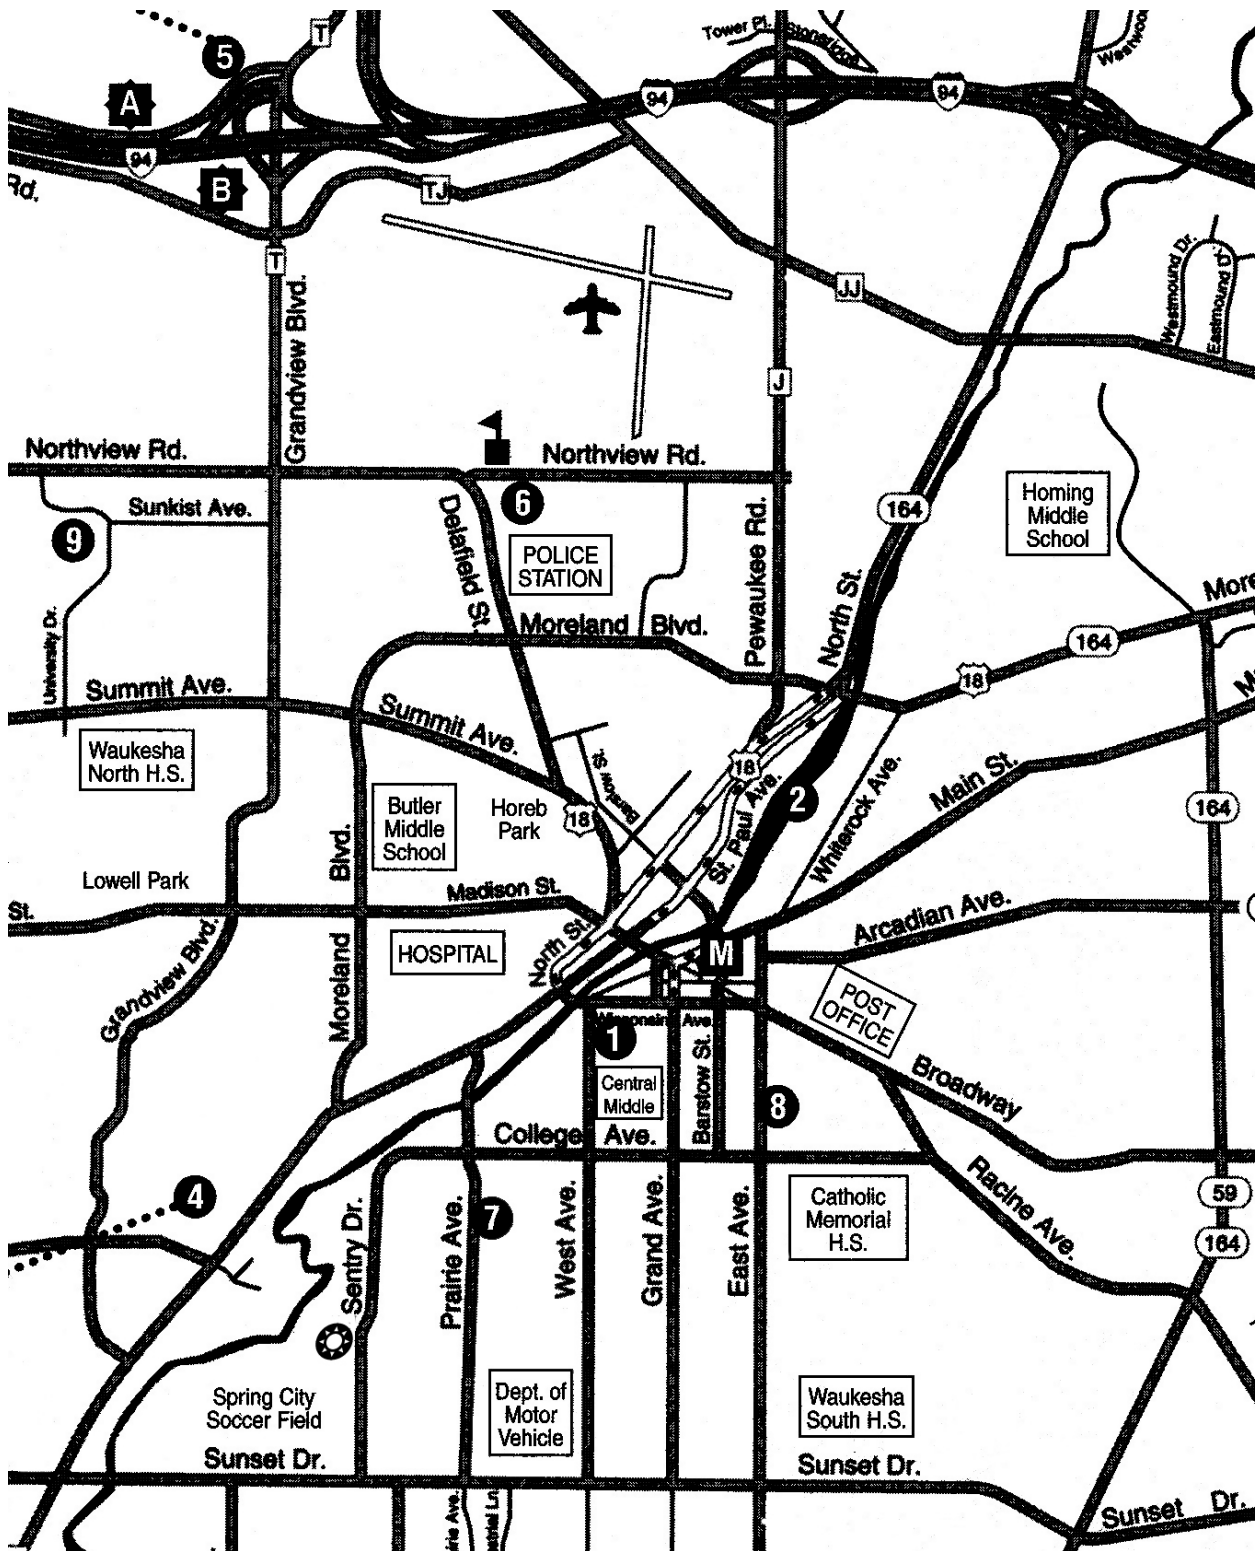 Tower Pl.
Stoneridge
Westwood
T
5
A
94
94
94
B
Rd.
TJ
T
Grandview Blvd.
JJ
Westmound Dr.
Eastmound D
J
Northview Rd.
Northview Rd.
Sunkist Ave.
9
6
Delafield St.
POLICE
STATION
Pewaukee Rd.
164
North St.
Homing
Middle
School
University Dr.
Moreland Blvd.
More
164
18
Summit Ave.
Summit Ave.
Waukesha
North H.S.
Butler
Middle
School
Horeb
Park
18
Barstow St.
18
St. Paul Ave.
2
Whiterock Ave.
Main St.
164
Lowell Park
Moreland Blvd.
St.
Madison St.
Grandview Blvd.
HOSPITAL
North St.
M
Arcadian Ave.
POST
OFFICE
Wisconsin Ave.
1
Central
Middle
Barstow St.
8
Broadway
College Ave.
4
Sentry Dr.
Prairie Ave.
7
West Ave.
Grand Ave.
East Ave.
Catholic
Memorial
H.S.
Racine Ave.
59
164
Spring City
Soccer Field
Dept. of
Motor
Vehicle
Waukesha
South H.S.
Sunset Dr.
Sunset Dr.
Sunset Dr.
irie Ave.
strial Ln.